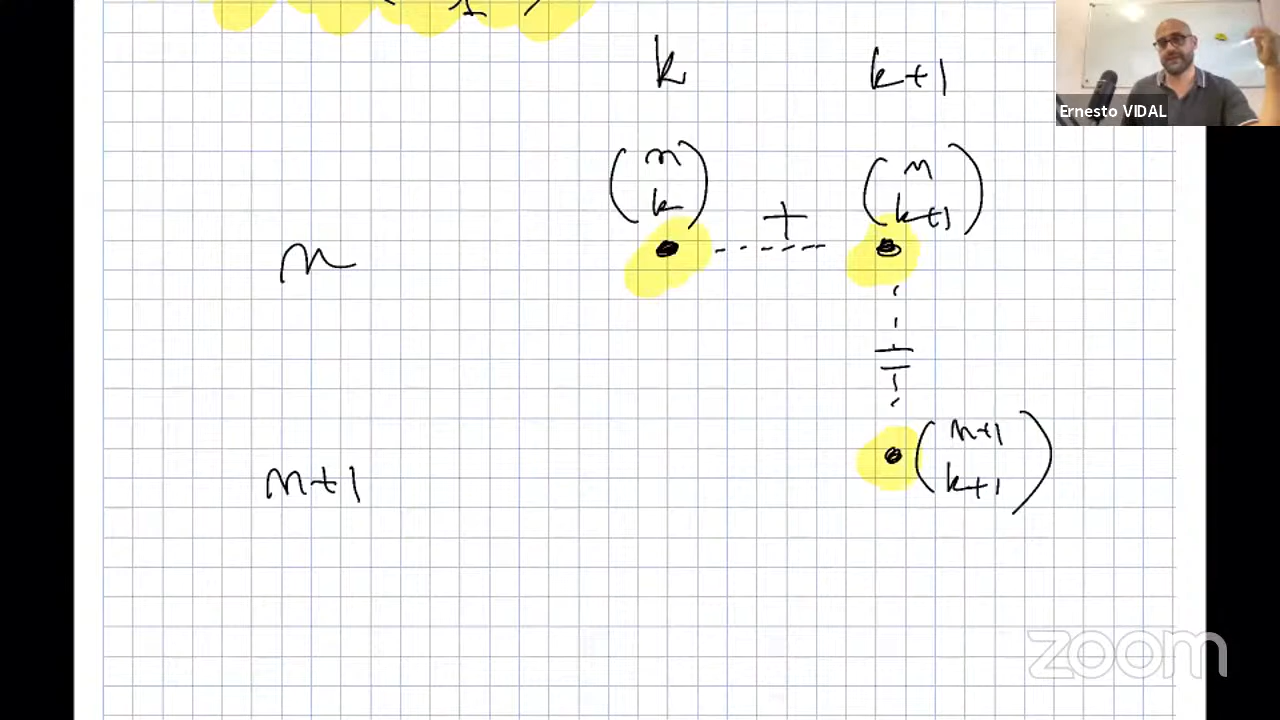 k k+1
Ernesto VIDAL
(n k) + (n k+1)
n
=
n+1 (n+1 k+1)
zoom